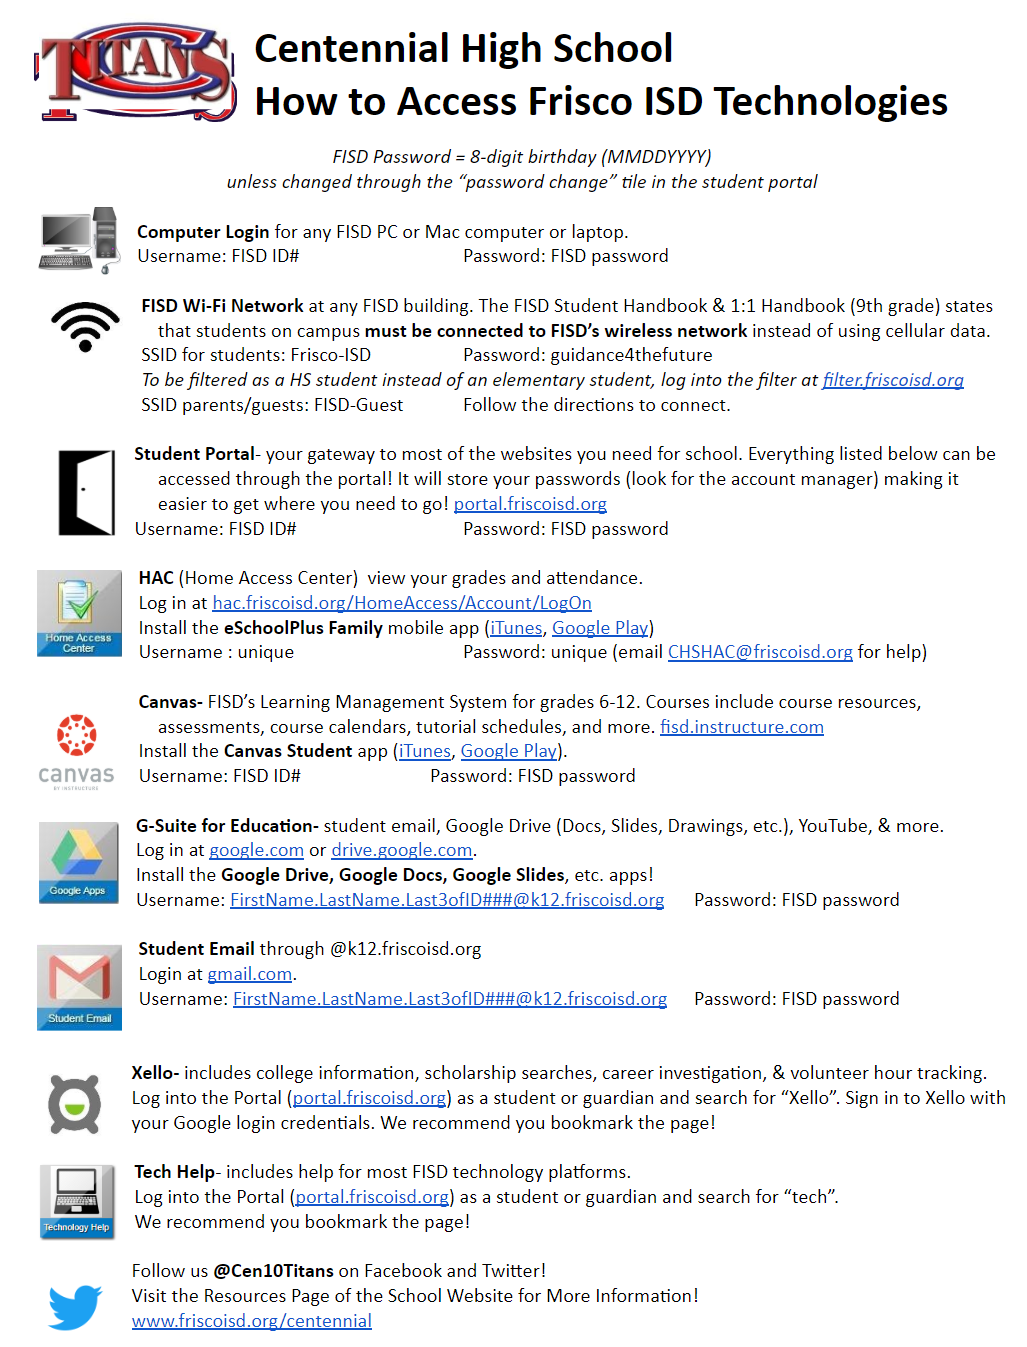 TITANS
Centennial High School
How to Access Frisco ISD Technologies
FISD Password = 8-digit birthday (MMDDYYYY)
unless changed through the “password change” tile in the student portal
Computer Login for any FISD PC or Mac computer or laptop.
Username: FISD ID# Password: FISD password
FISD Wi-Fi Network at any FISD building. The FISD Student Handbook & 1:1 Handbook (9th grade) states
that students on campus must be connected to FISD’s wireless network instead of using cellular data.
SSID for students: Frisco-ISD Password: guidance4thefuture
To be filtered as a HS student instead of an elementary student, log into the filter at filter.friscoisd.org
SSID parents/guests: FISD-Guest Follow the directions to connect.
Student Portal- your gateway to most of the websites you need for school. Everything listed below can be
accessed through the portal! It will store your passwords (look for the account manager) making it
easier to get where you need to go! portal.friscoisd.org
Username: FISD ID# Password: FISD password
Home Access
Center
HAC (Home Access Center)  view your grades and attendance.
Log in at hac.friscoisd.org/HomeAccess/Account/LogOn
Install the eSchoolPlus Family mobile app (iTunes, Google Play)
Username : unique Password: unique (email CHSHAC@friscoisd.org for help)
canvas
BY INSTRUCTURE
Canvas- FISD’s Learning Management System for grades 6-12. Courses include course resources,
assessments, course calendars, tutorial schedules, and more. fisd.instructure.com
Install the Canvas Student app (iTunes, Google Play).
Username: FISD ID# Password: FISD password
Google Apps
G-Suite for Education- student email, Google Drive (Docs, Slides, Drawings, etc.), YouTube, & more.
Log in at google.com or drive.google.com.
Install the Google Drive, Google Docs, Google Slides, etc. apps!
Username: FirstName.LastName.Last3ofID###@k12.friscoisd.org Password: FISD password
Student Email
Student Email through @k12.friscoisd.org
Login at gmail.com.
Username: FirstName.LastName.Last3ofID###@k12.friscoisd.org Password: FISD password
Xello- includes college information, scholarship searches, career investigation, & volunteer hour tracking.
Log into the Portal (portal.friscoisd.org) as a student or guardian and search for “Xello”. Sign in to Xello with
your Google login credentials. We recommend you bookmark the page!
Technology Help
Tech Help- includes help for most FISD technology platforms.
Log into the Portal (portal.friscoisd.org) as a student or guardian and search for “tech”.
We recommend you bookmark the page!
Follow us @Cen10Titans on Facebook and Twitter!
Visit the Resources Page of the School Website for More Information!
www.friscoisd.org/centennial